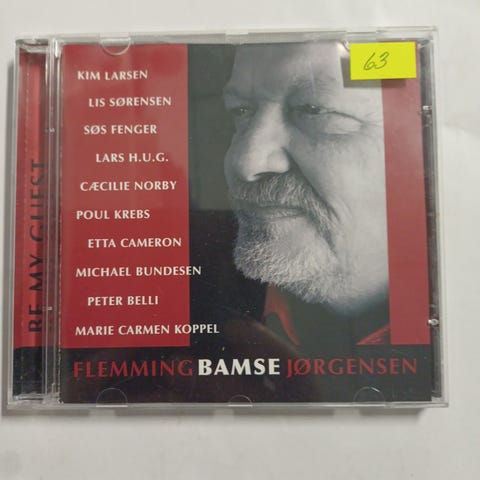 63
KIM LARSEN
LIS SØRENSEN
SØS FENGER
LARS H.U.G.
CÆCILIE NORBY
POUL KREBS
ETTA CAMERON
MICHAEL BUNDESEN
PETER BELLI
MARIE CARMEN KOPPEL
FLEMMING BAMSE JØRGENSEN
BE MY GUEST